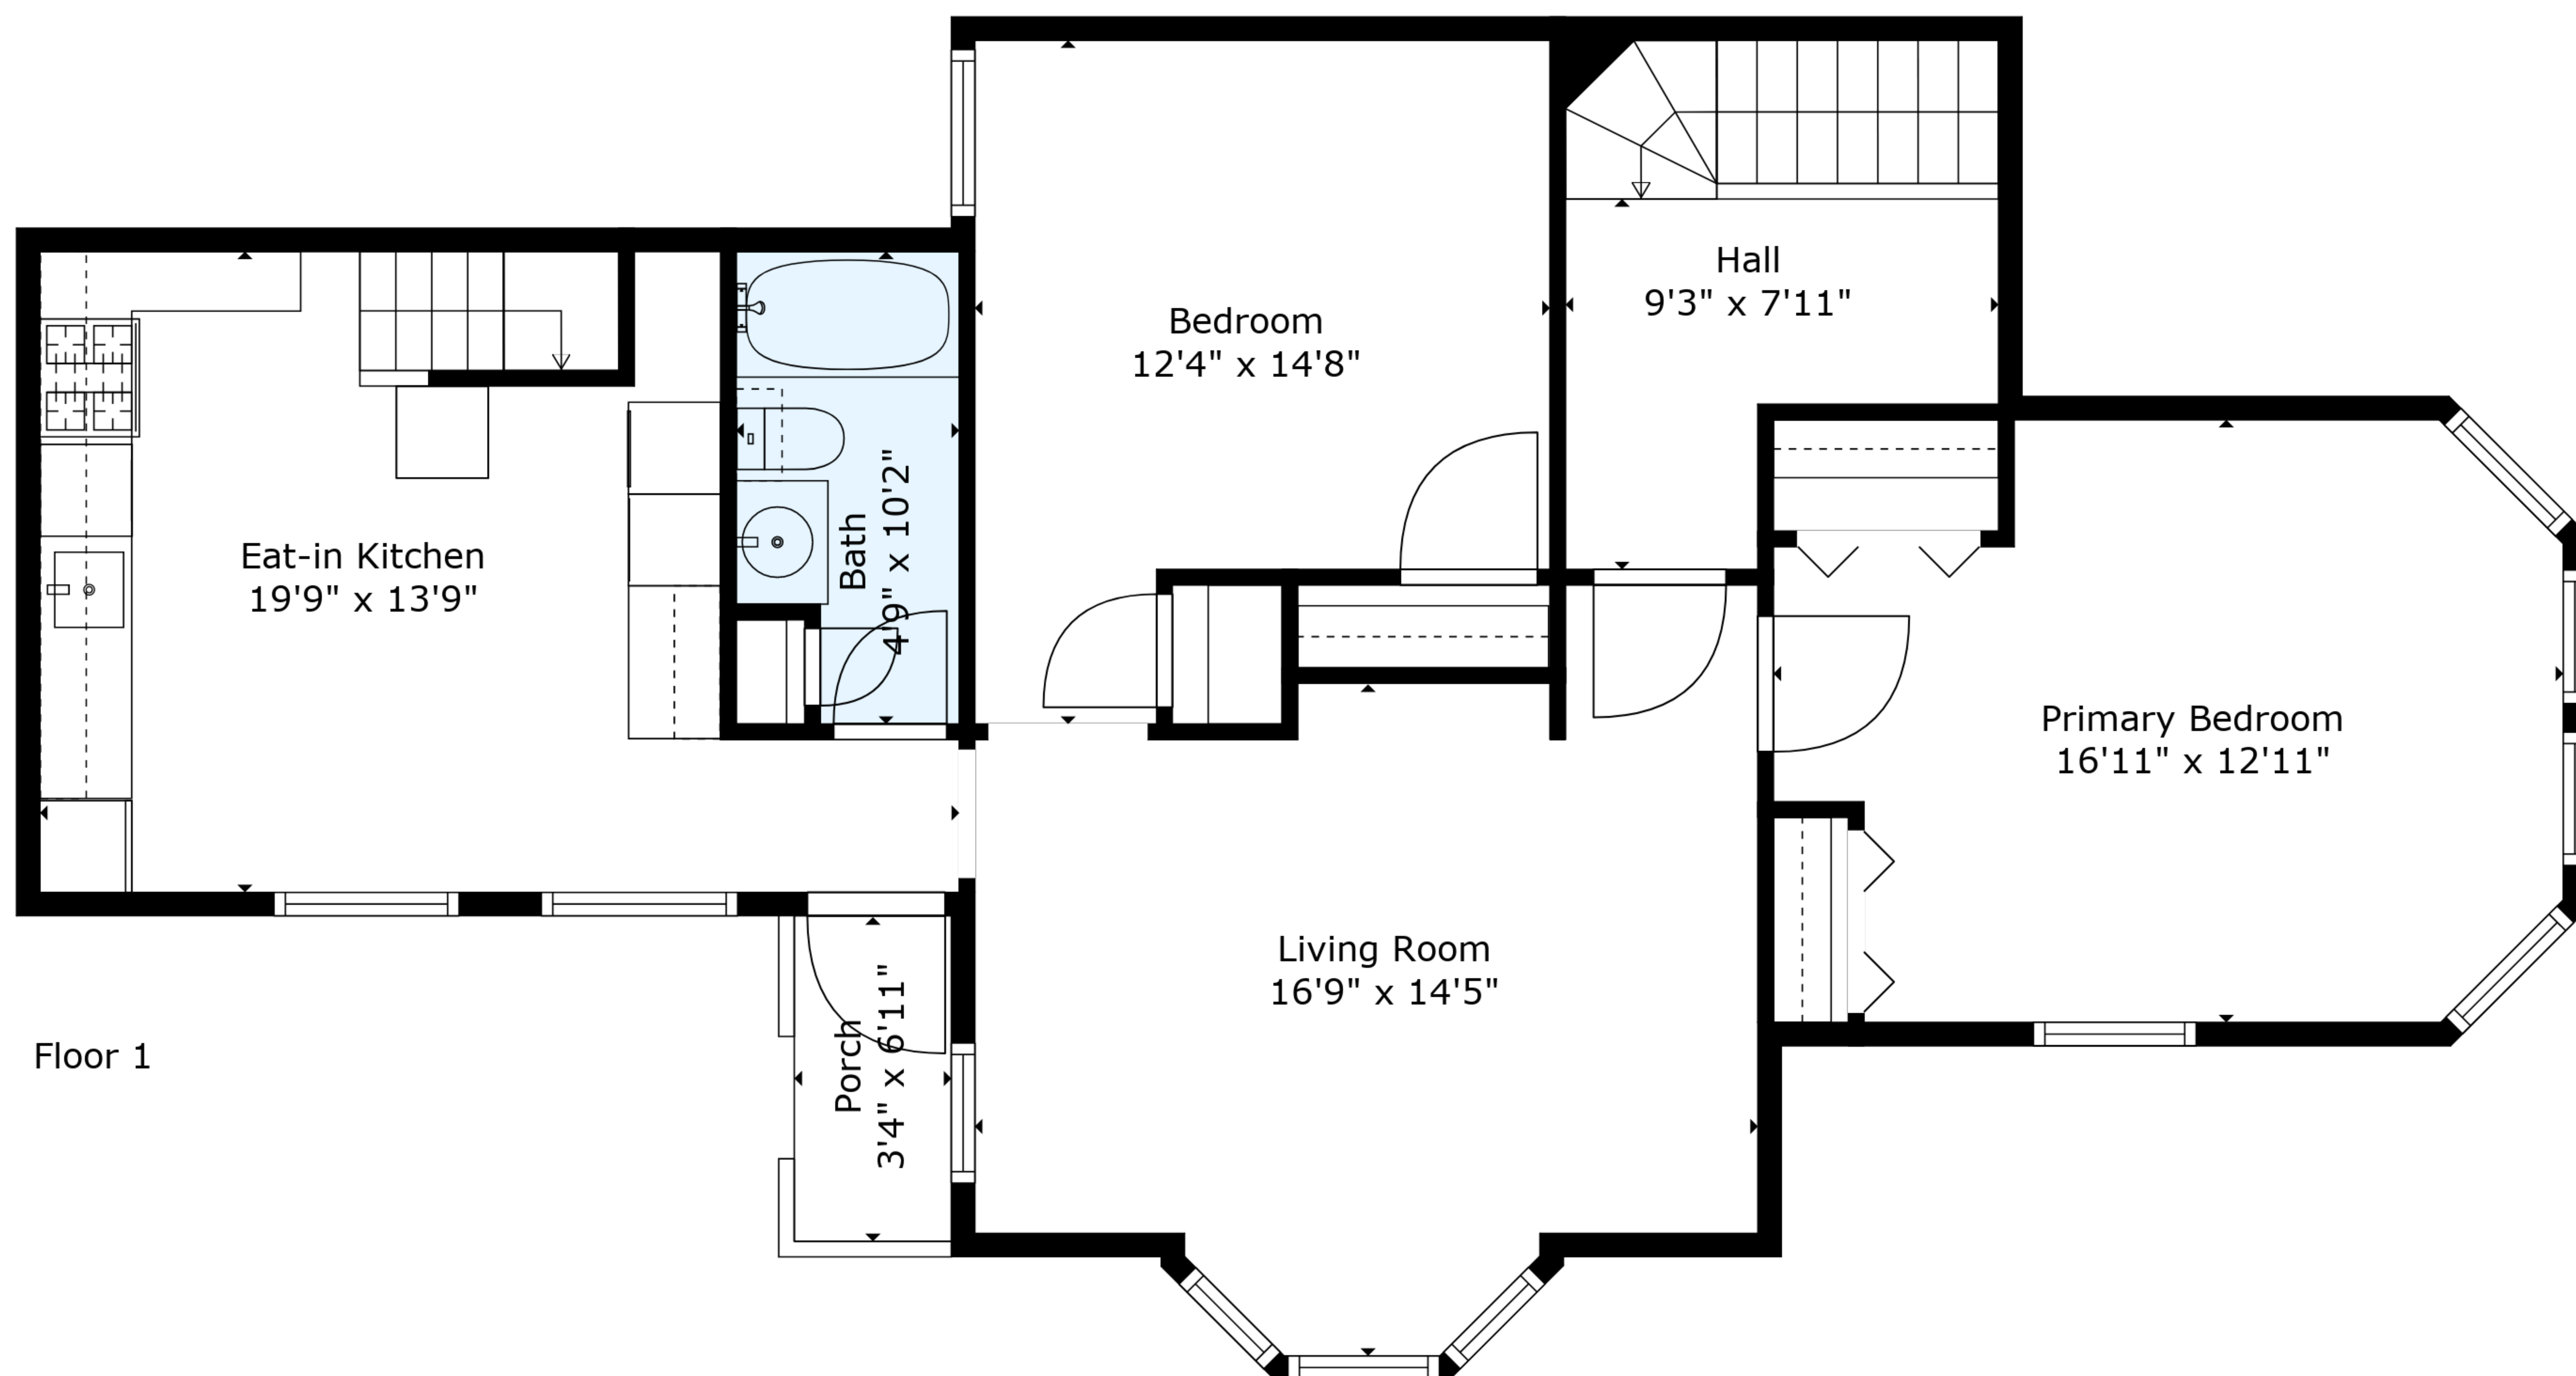 Hall
9'3" x 7'11"
Bedroom
12'4" x 14'8"
Eat-in Kitchen
19'9" x 13'9"
Bath
4'9" x 10'2"
Primary Bedroom
16'11" x 12'11"
Living Room
16'9" x 14'5"
Porch
3'4" x 6'11"
Floor 1